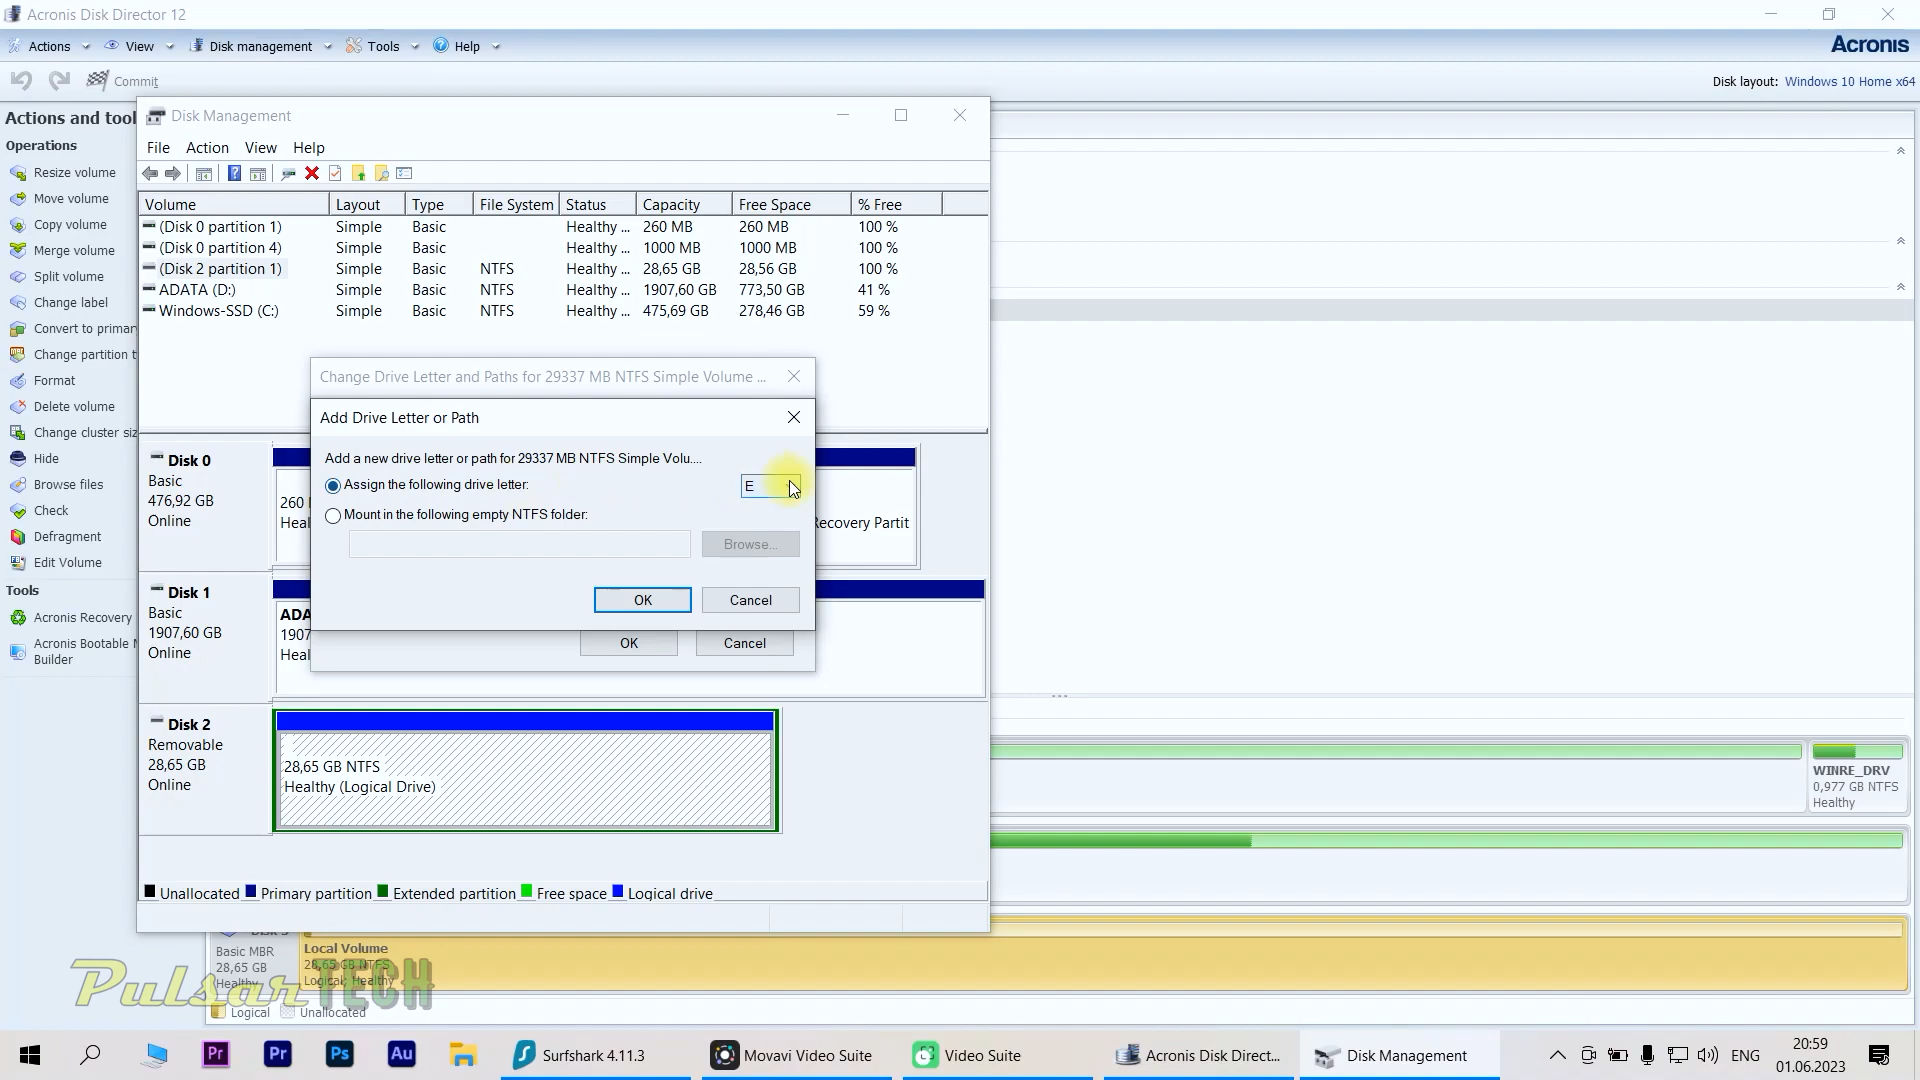 Acronis Disk Director 12
Actions View Disk management Tools Help
Acronis
Commit
Disk layout: Windows 10 Home x64
Actions and tool
Operations
Resize volume
Move volume
Copy volume
Merge volume
Split volume
Change label
Convert to primar
Change partition t
Format
Delete volume
Change cluster siz
Hide
Browse files
Check
Defragment
Edit Volume
Tools
Acronis Recovery
Acronis Bootable M
Builder
Disk Management
File Action View Help
Volume Layout Type File System Status Capacity Free Space % Free
(Disk 0 partition 1) Simple Basic Healthy ... 260 MB 260 MB 100 %
(Disk 0 partition 4) Simple Basic Healthy ... 1000 MB 1000 MB 100 %
(Disk 2 partition 1) Simple Basic NTFS Healthy ... 28,65 GB 28,56 GB 100 %
ADATA (D:) Simple Basic NTFS Healthy ... 1907,60 GB 773,50 GB 41 %
Windows-SSD (C:) Simple Basic NTFS Healthy ... 475,69 GB 278,46 GB 59 %
Change Drive Letter and Paths for 29337 MB NTFS Simple Volume ...
Add Drive Letter or Path
Add a new drive letter or path for 29337 MB NTFS Simple Volu....
Assign the following drive letter: E
Mount in the following empty NTFS folder:
Browse...
OK Cancel
OK Cancel
Disk 0
Basic
476,92 GB
Online
260
Heal
Recovery Partit
Disk 1
Basic
1907,60 GB
Online
ADA
1907
Heal
Disk 2
Removable
28,65 GB
Online
28,65 GB NTFS
Healthy (Logical Drive)
Unallocated Primary partition Extended partition Free space Logical drive
WINRE_DRV
0,977 GB NTFS
Healthy
Basic MBR
28,65 GB
Healthy
Local Volume
28,65 GB NTFS
Logical; Healthy
PulsarTECH
Logical Unallocated
Surfshark 4.11.3
Movavi Video Suite
Video Suite
Acronis Disk Direct...
Disk Management
ENG
20:59
01.06.2023
Pr Pr Ps Au